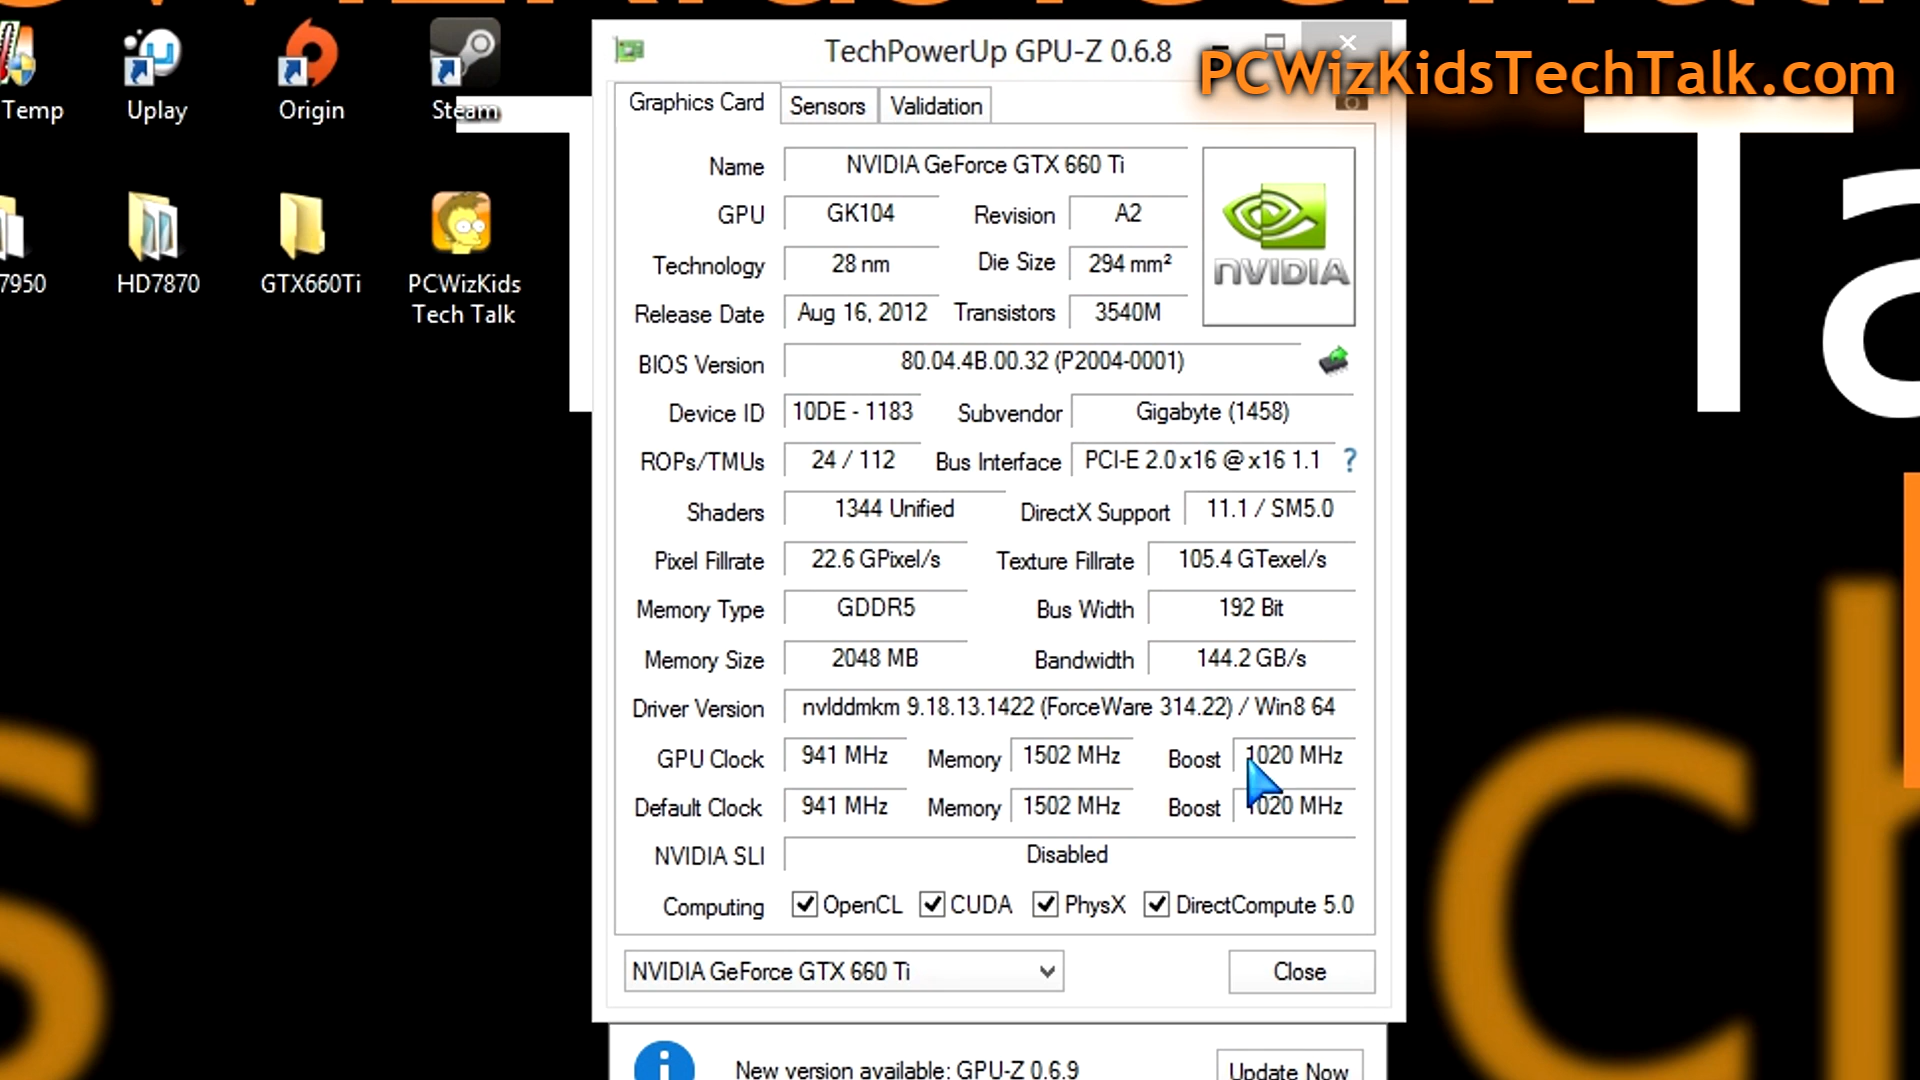 TechPowerUp GPU-Z 0.6.8
PCWizKidsTechTalk.com
Temp
Uplay
Origin
Steam
7950
HD7870
GTX660Ti
PCWizKids
Tech Talk
Graphics Card Sensors Validation
Name NVIDIA GeForce GTX 660 Ti
GPU GK104 Revision A2
Technology 28 nm Die Size 294 mm²
Release Date Aug 16, 2012 Transistors 3540M
NVIDIA
BIOS Version 80.04.4B.00.32 (P2004-0001)
Device ID 10DE - 1183 Subvendor Gigabyte (1458)
ROPs/TMUs 24 / 112 Bus Interface PCI-E 2.0 x16 @ x16 1.1 ?
Shaders 1344 Unified DirectX Support 11.1 / SM5.0
Pixel Fillrate 22.6 GPixel/s Texture Fillrate 105.4 GTexel/s
Memory Type GDDR5 Bus Width 192 Bit
Memory Size 2048 MB Bandwidth 144.2 GB/s
Driver Version nvlddmkm 9.18.13.1422 (ForceWare 314.22) / Win8 64
GPU Clock 941 MHz Memory 1502 MHz Boost 1020 MHz
Default Clock 941 MHz Memory 1502 MHz Boost 1020 MHz
NVIDIA SLI Disabled
Computing OpenCL CUDA PhysX DirectCompute 5.0
NVIDIA GeForce GTX 660 Ti Close
New version available: GPU-Z 0.6.9 Update Now